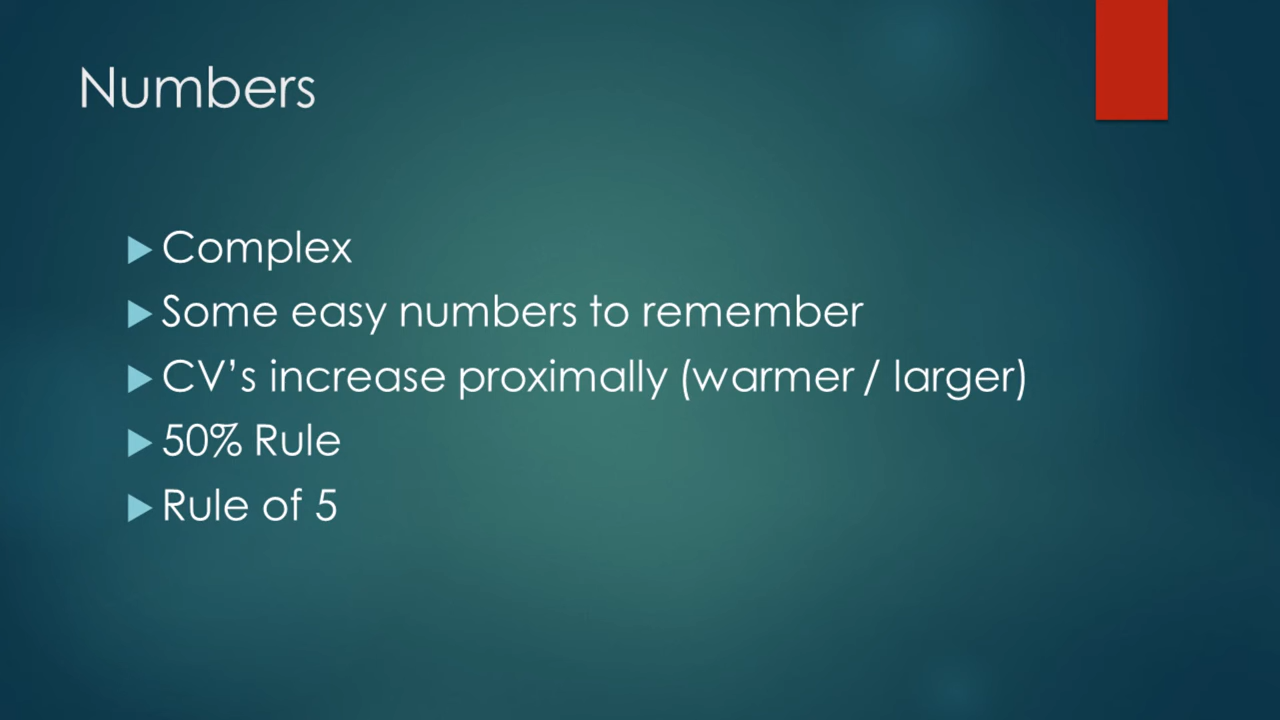 Numbers
Complex
Some easy numbers to remember
CV’s increase proximally (warmer / larger)
50% Rule
Rule of 5